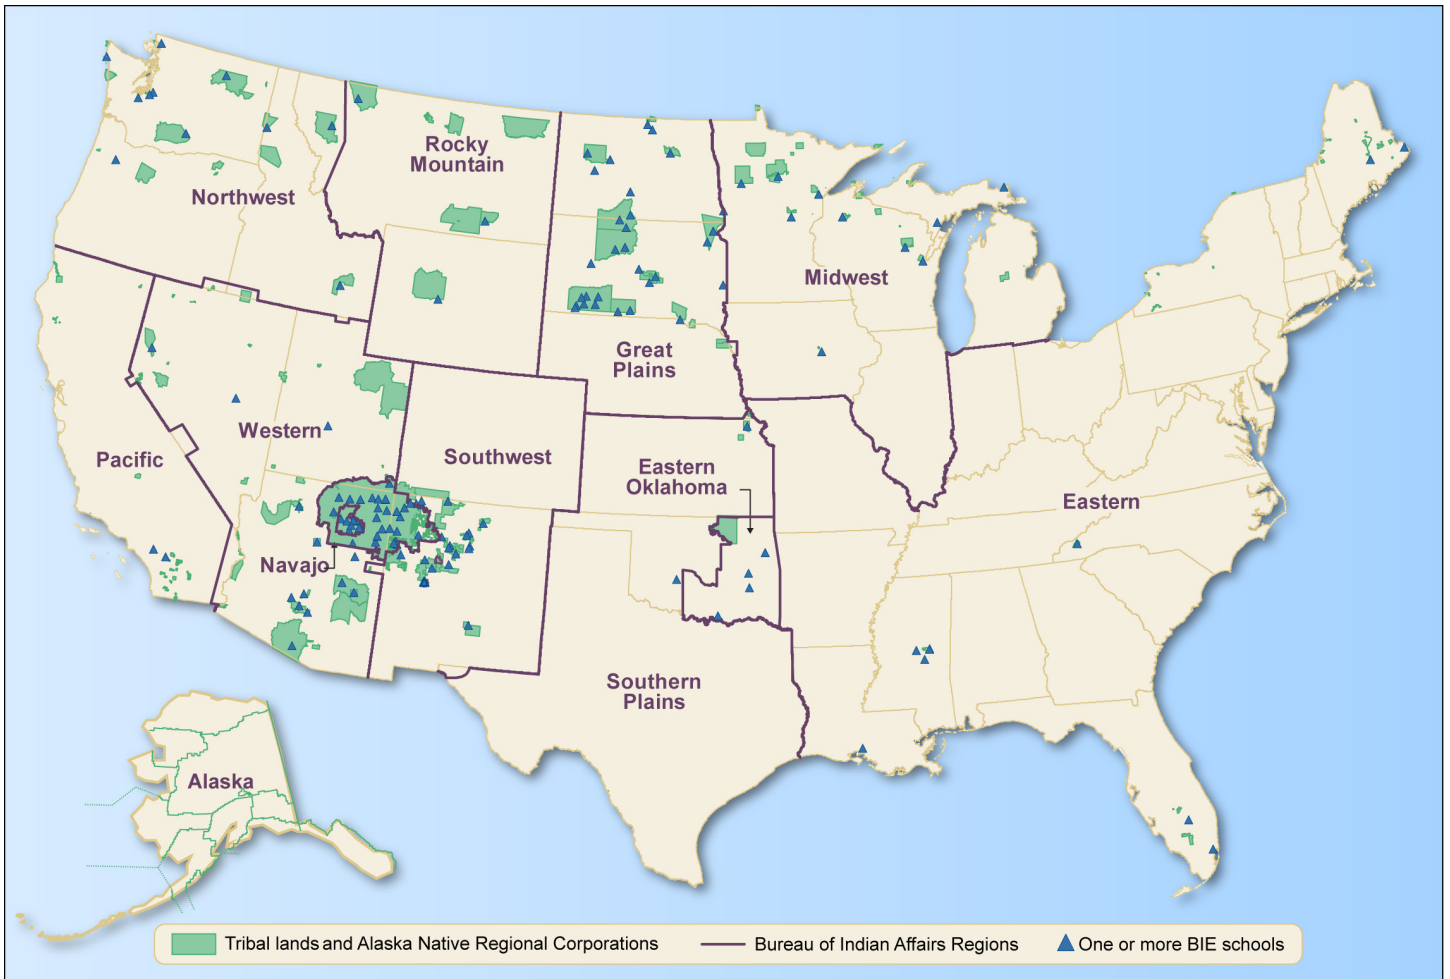 Rocky
Mountain
Northwest
Midwest
Great
Plains
Western
Pacific
Southwest
Eastern
Oklahoma
Eastern
Navajo
Southern
Plains
Alaska
Tribal lands and Alaska Native Regional Corporations
Bureau of Indian Affairs Regions
One or more BIE schools